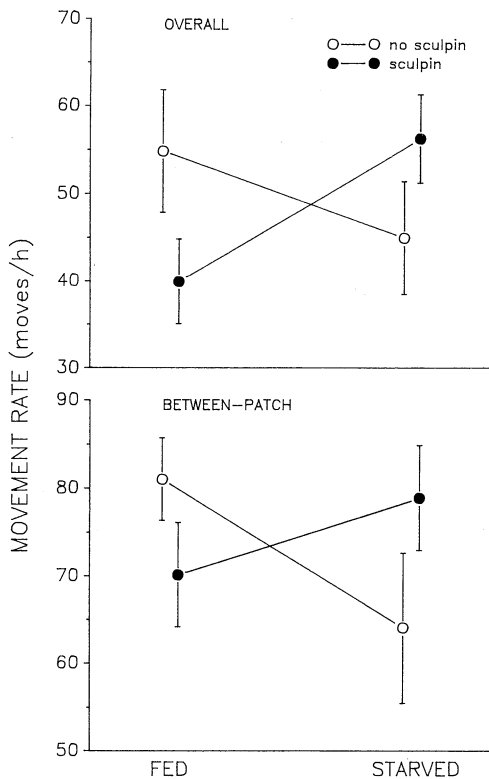 70
OVERALL
no sculpin
sculpin
60
50
40
30
MOVEMENT RATE (moves/h)
90
BETWEEN-PATCH
80
70
60
50
FED STARVED